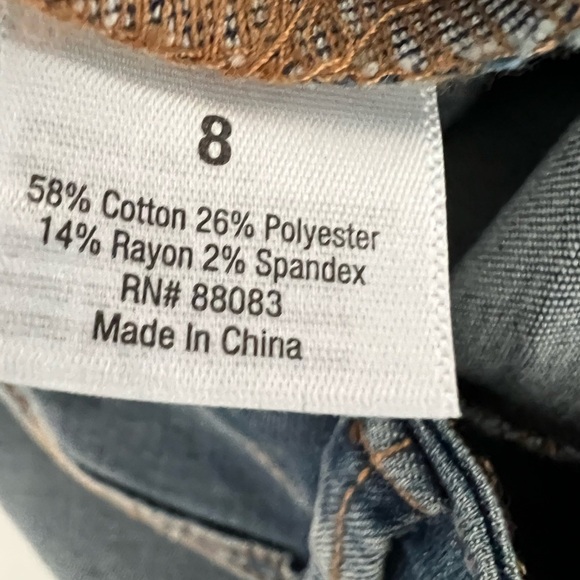 8
58% Cotton 26% Polyester
14% Rayon 2% Spandex
RN# 88083
Made In China